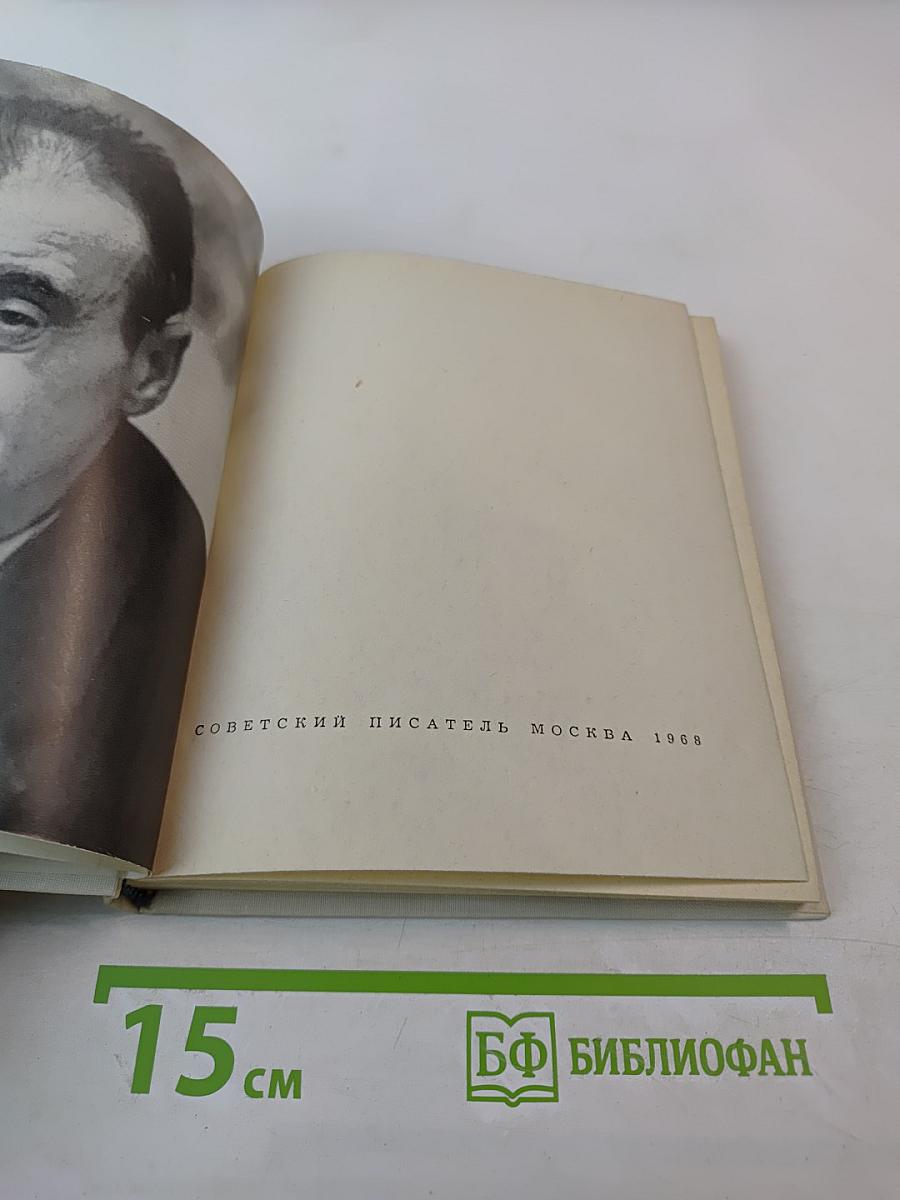 СОВЕТСКИЙ ПИСАТЕЛЬ МОСКВА 1968
15 см
БФ БИБЛИОФАН